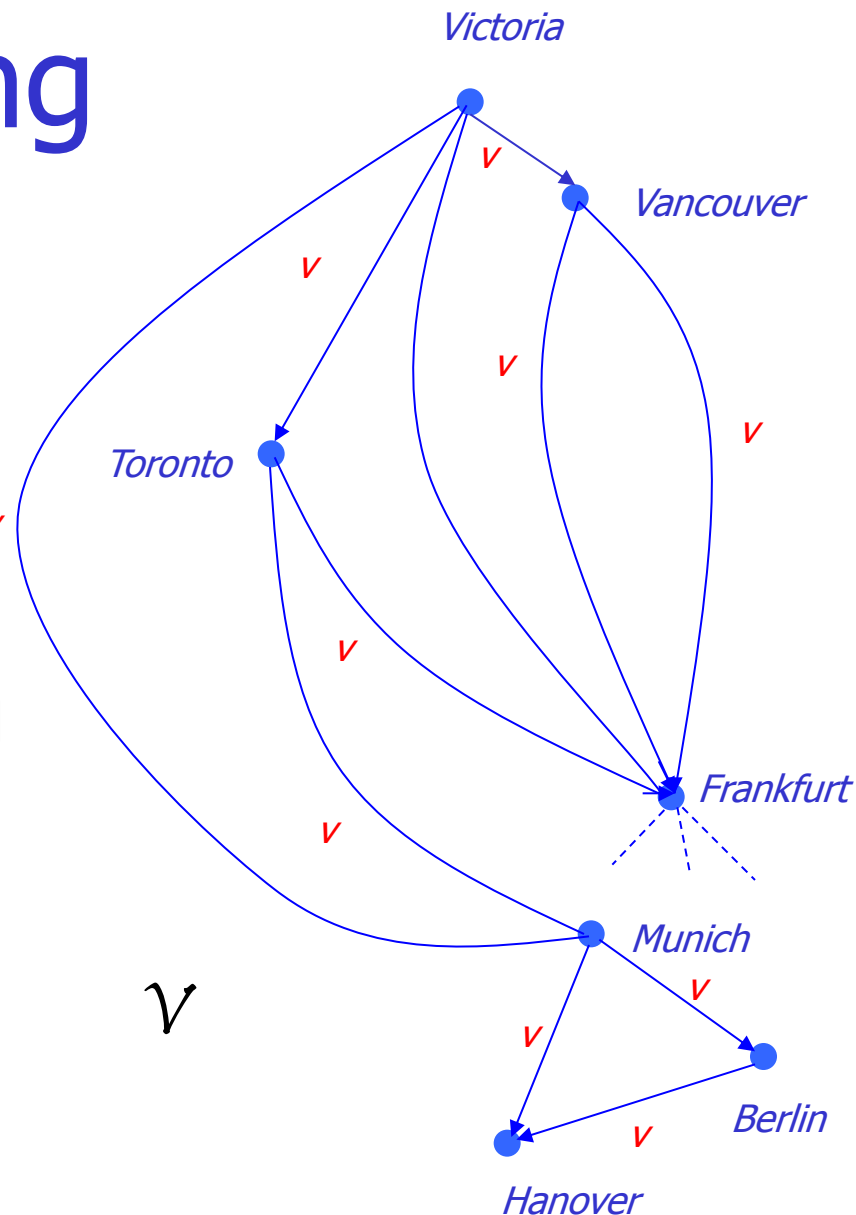 Victoria
ng
v
Vancouver
v
v
v
Toronto
v
v
Frankfurt
v
Munich
v
v
v
Berlin
v
Hanover